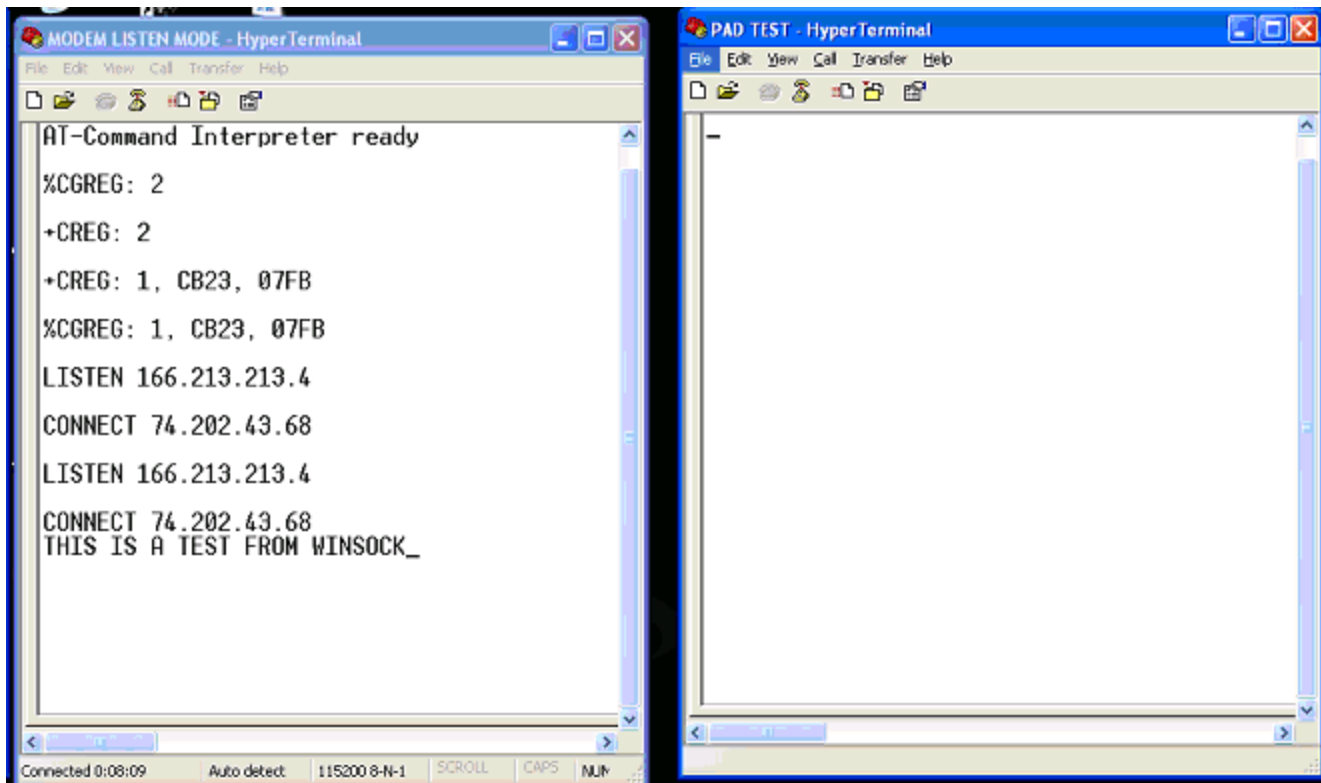 MODEM LISTEN MODE - HyperTerminal
File Edit View Call Transfer Help
AT-Command Interpreter ready
%CGREG: 2
+CREG: 2
+CREG: 1, CB23, 07FB
%CGREG: 1, CB23, 07FB
LISTEN 166.213.213.4
CONNECT 74.202.43.68
LISTEN 166.213.213.4
CONNECT 74.202.43.68
THIS IS A TEST FROM WINSOCK_
Connected 0:08:09 Auto detect 115200 8-N-1 SCROLL CAPS NUM
PAD TEST - HyperTerminal
File Edit View Call Transfer Help
_